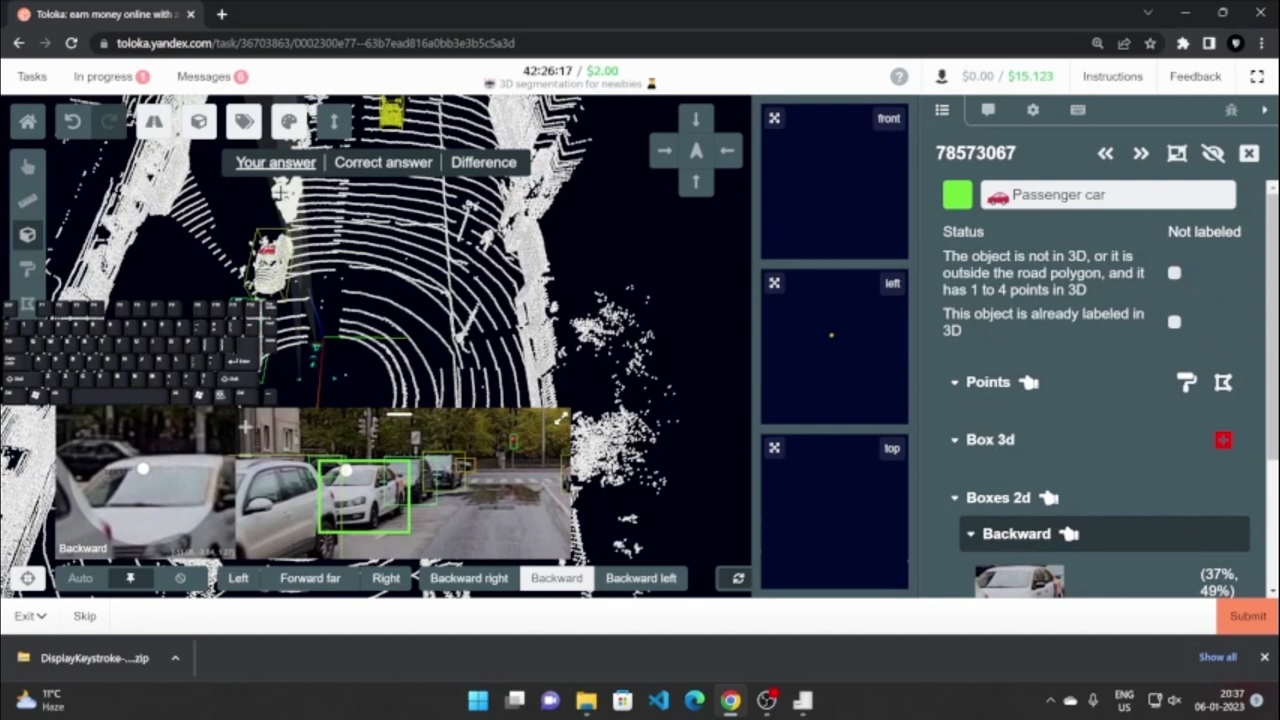 Toloka: earn money online with a
toloka.yandex.com/task/36703863/0002300e77--63b7ead816a0bb3e3b5c5a3d
Tasks
In progress 1
Messages 6
42:26:17 / $2.00
3D segmentation for newbies
$0.00 / $15.123
Instructions
Feedback
Your answer | Correct answer | Difference
front
left
top
78573067
Passenger car
Status
Not labeled
The object is not in 3D, or it is
outside the road polygon, and it
has 1 to 4 points in 3D
This object is already labeled in
3D
Points
Box 3d
Boxes 2d
Backward
(37%,
49%)
Backward
Auto
Left
Forward far
Right
Backward right
Backward
Backward left
Exit
Skip
Submit
DisplayKeystroke-....zip
Show all
11°C
Haze
ENG
US
20:37
06-01-2023